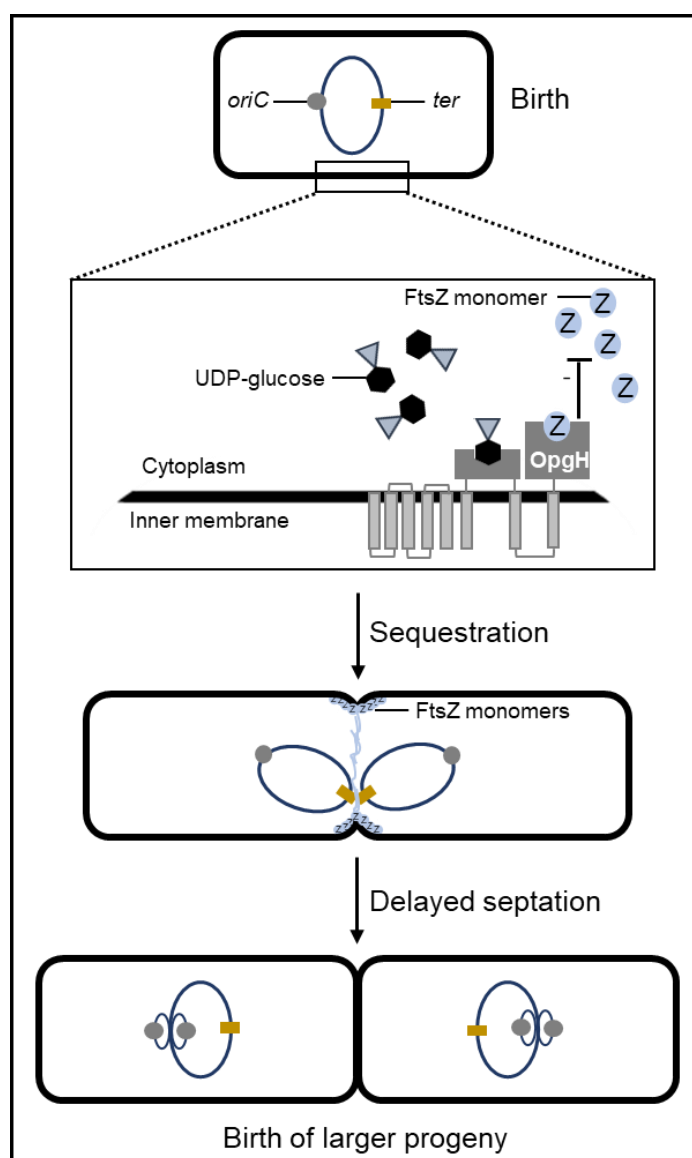 oriC
ter
Birth
FtsZ monomer
Z
Z
Z
Z
UDP-glucose
-
Z
OpgH
Cytoplasm
Inner membrane
Sequestration
FtsZ monomers
Delayed septation
Birth of larger progeny